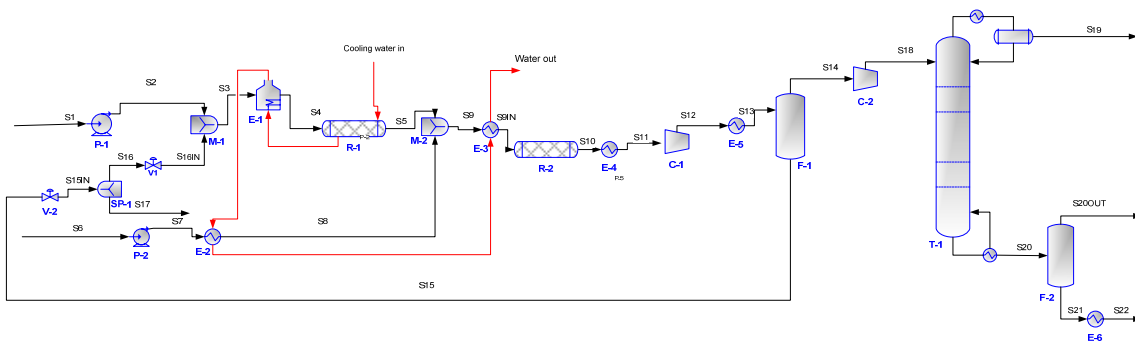 Cooling water in
Water out
S1
P-1
S2
M-1
S3
E-1
S4
R-1
P-2
S5
M-2
S9
E-3
S9IN
R-2
S10
E-4
P-5
S11
C-1
S12
E-5
S13
F-1
S14
C-2
S18
S19
T-1
S20
S20OUT
F-2
S21
E-6
S22
S16
V1
S16IN
S15IN
V-2
SP-1
S17
S6
P-2
S7
E-2
S8
S15